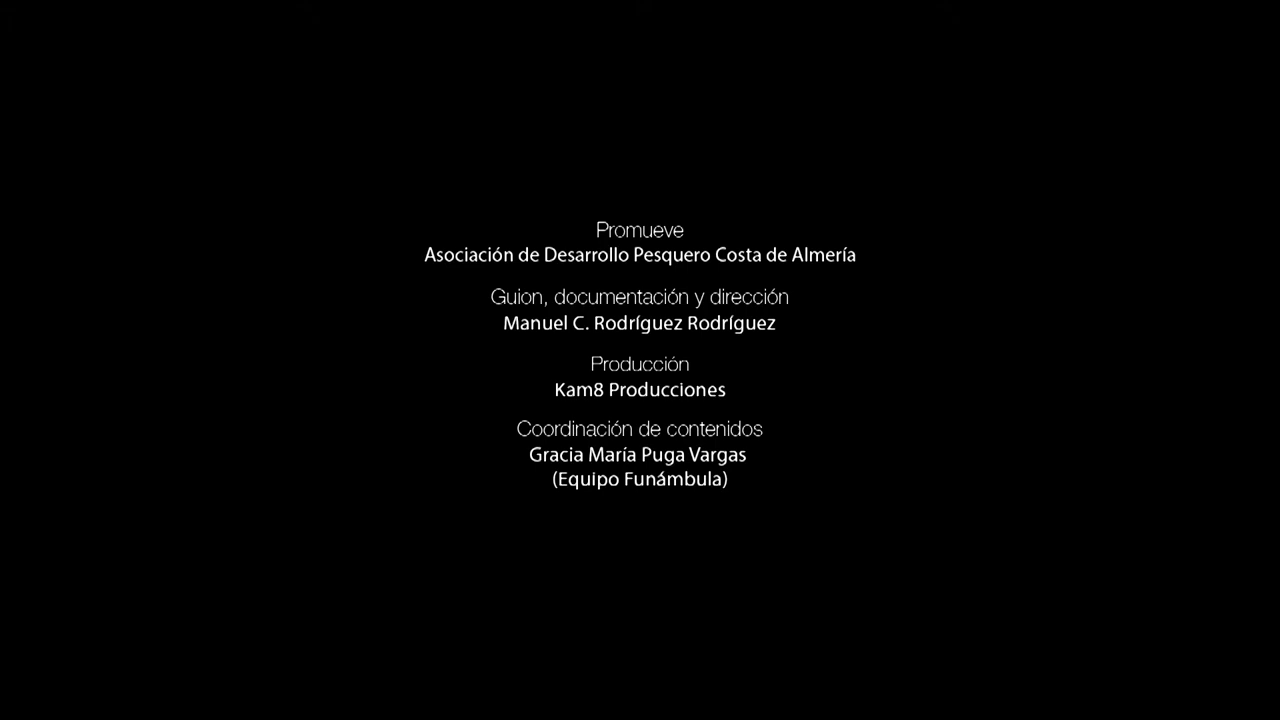 Promueve
Asociación de Desarrollo Pesquero Costa de Almería
Guion, documentación y dirección
Manuel C. Rodríguez Rodríguez
Producción
Kam8 Producciones
Coordinación de contenidos
Gracia María Puga Vargas
(Equipo Funámbula)